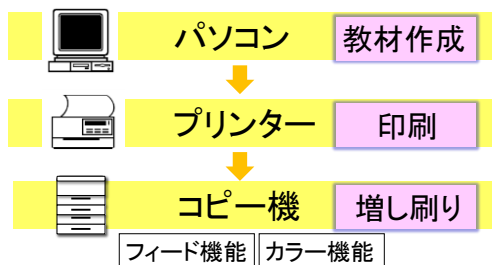 パソコン 教材作成
プリンター 印刷
コピー機 増し刷り
フィード機能 カラー機能